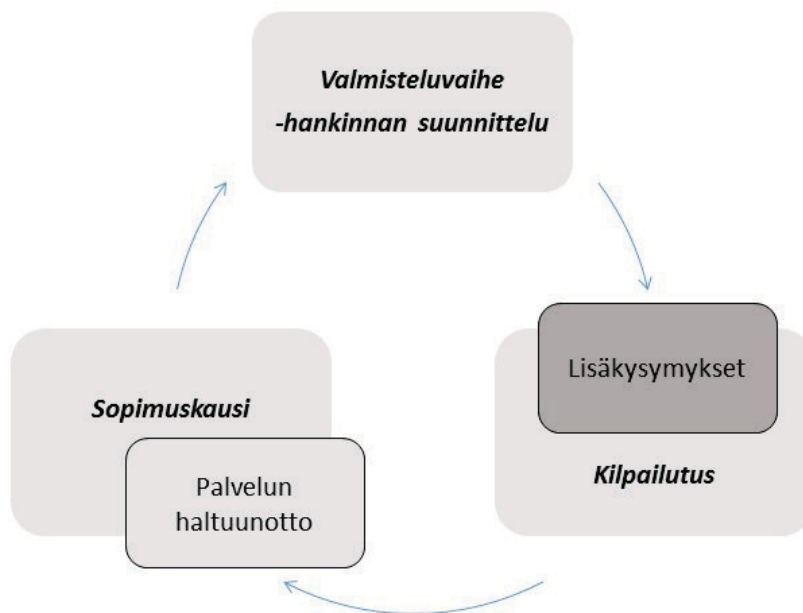 Valmisteluvaihe
-hankinnan suunnittelu
Lisäkysymykset
Kilpailutus
Sopimuskausi
Palvelun
haltuunotto